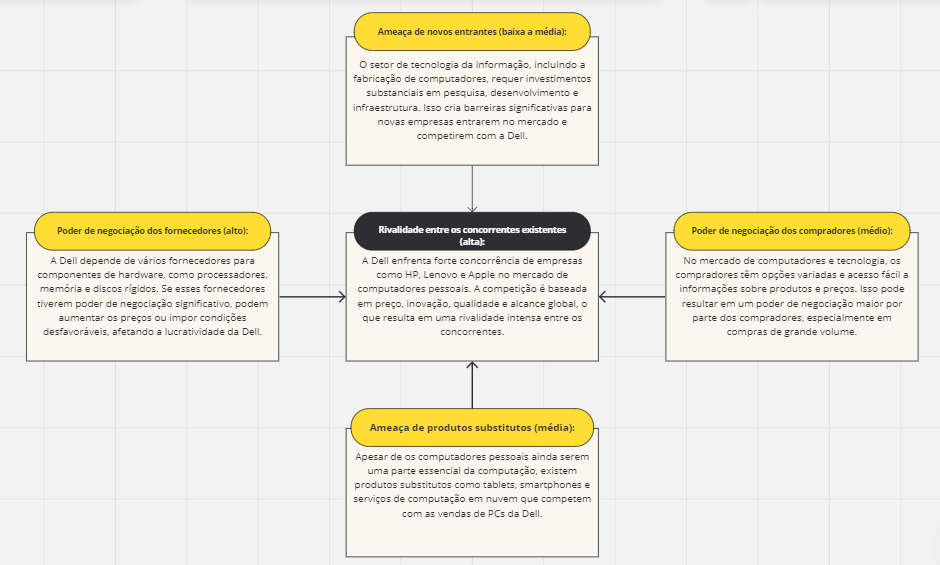 Ameaça de novos entrantes (baixa a média):
O setor de tecnologia da informação, incluindo a
fabricação de computadores, requer investimentos
substanciais em pesquisa, desenvolvimento e
infraestrutura. Isso cria barreiras significativas para
novas empresas entrarem no mercado e
competirem com a Dell.
Poder de negociação dos fornecedores (alto):
A Dell depende de vários fornecedores para
componentes de hardware, como processadores,
memória e discos rígidos. Se esses fornecedores
tiverem poder de negociação significativo, podem
aumentar os preços ou impor condições
desfavoráveis, afetando a lucratividade da Dell.
Rivalidade entre os concorrentes existentes
(alta):
A Dell enfrenta forte concorrência de empresas
como HP, Lenovo e Apple no mercado de
computadores pessoais. A competição é baseada
em preço, inovação, qualidade e alcance global, o
que resulta em uma rivalidade intensa entre os
concorrentes.
Poder de negociação dos compradores (médio):
No mercado de computadores e tecnologia, os
compradores têm opções variadas e acesso fácil a
informações sobre produtos e preços. Isso pode
resultar em um poder de negociação maior por
parte dos compradores, especialmente em
compras de grande volume.
Ameaça de produtos substitutos (média):
Apesar de os computadores pessoais ainda serem
uma parte essencial da computação, existem
produtos substitutos como tablets, smartphones e
serviços de computação em nuvem que competem
com as vendas de PCs da Dell.